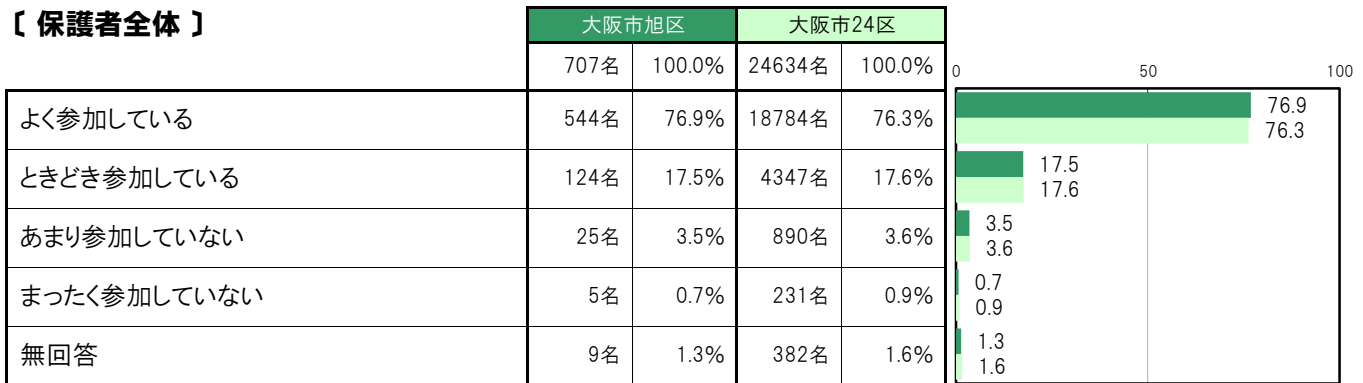 〔 保護者全体 〕
大阪市旭区 大阪市24区
707名 100.0% 24634名 100.0%
0 50 100
よく参加している 544名 76.9% 18784名 76.3%
76.9
76.3
ときどき参加している 124名 17.5% 4347名 17.6%
17.5
17.6
あまり参加していない 25名 3.5% 890名 3.6%
3.5
3.6
まったく参加していない 5名 0.7% 231名 0.9%
0.7
0.9
無回答 9名 1.3% 382名 1.6%
1.3
1.6